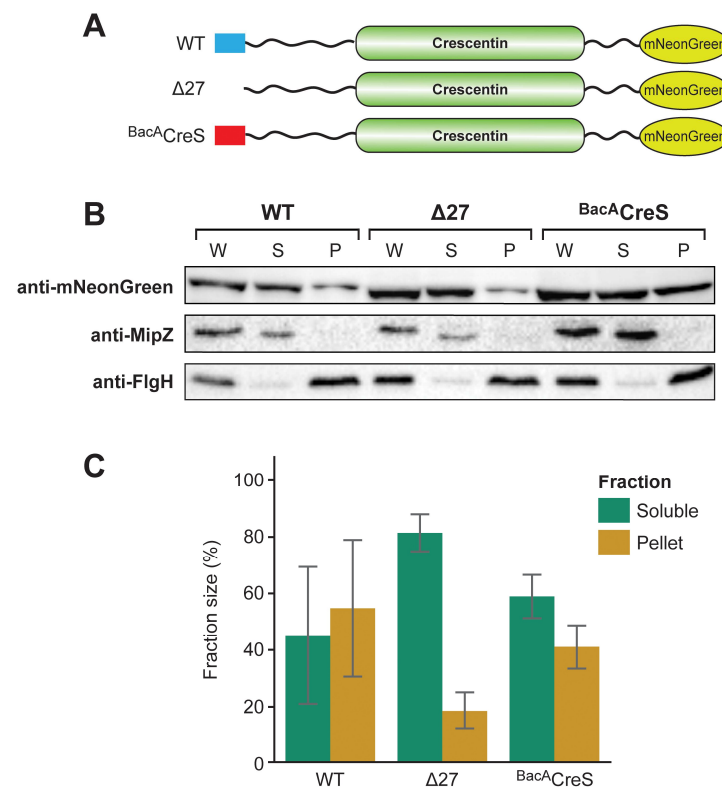 A
WT Crescentin mNeonGreen
Δ27 Crescentin mNeonGreen
BacACreS Crescentin mNeonGreen
B
WT Δ27 BacACreS
W S P W S P W S P
anti-mNeonGreen
anti-MipZ
anti-FlgH
C
Fraction size (%)
100
80
60
40
20
0
WT Δ27 BacACreS
Fraction
Soluble
Pellet